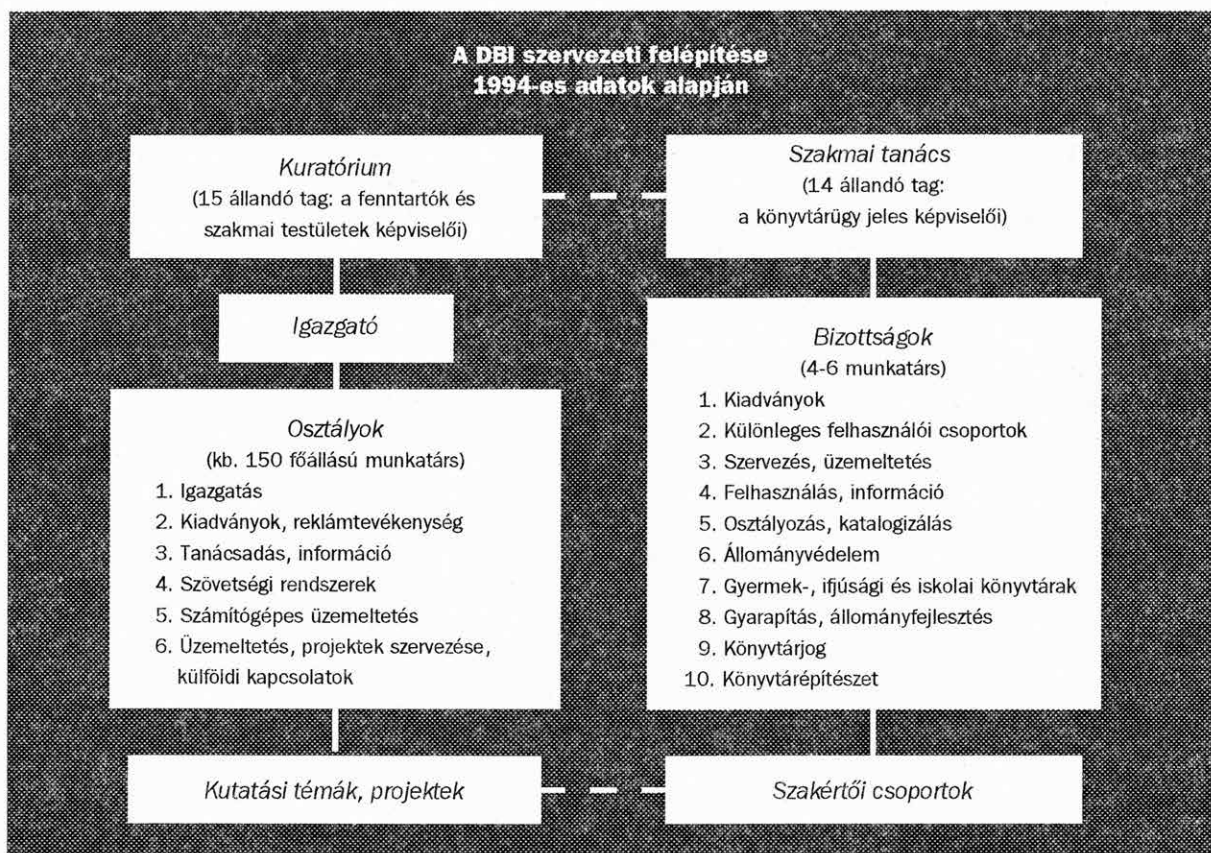 A DBI szervezeti felépítése
1994-es adatok alapján
Kuratórium
(15 állandó tag: a fenntartók és
szakmai testületek képviselői)
Szakmai tanács
(14 állandó tag:
a könyvtárügy jeles képviselői)
Igazgató
Osztályok
(kb. 150 főállású munkatárs)
1. Igazgatás
2. Kiadványok, reklámtevékenység
3. Tanácsadás, információ
4. Szövetségi rendszerek
5. Számítógépes üzemeltetés
6. Üzemeltetés, projektek szervezése,
külföldi kapcsolatok
Bizottságok
(4-6 munkatárs)
1. Kiadványok
2. Különleges felhasználói csoportok
3. Szervezés, üzemeltetés
4. Felhasználás, információ
5. Osztályozás, katalogizálás
6. Állományvédelem
7. Gyermek-, ifjúsági és iskolai könyvtárak
8. Gyarapítás, állományfejlesztés
9. Könyvtárjog
10. Könyvtárépítészet
Kutatási témák, projektek
Szakértői csoportok